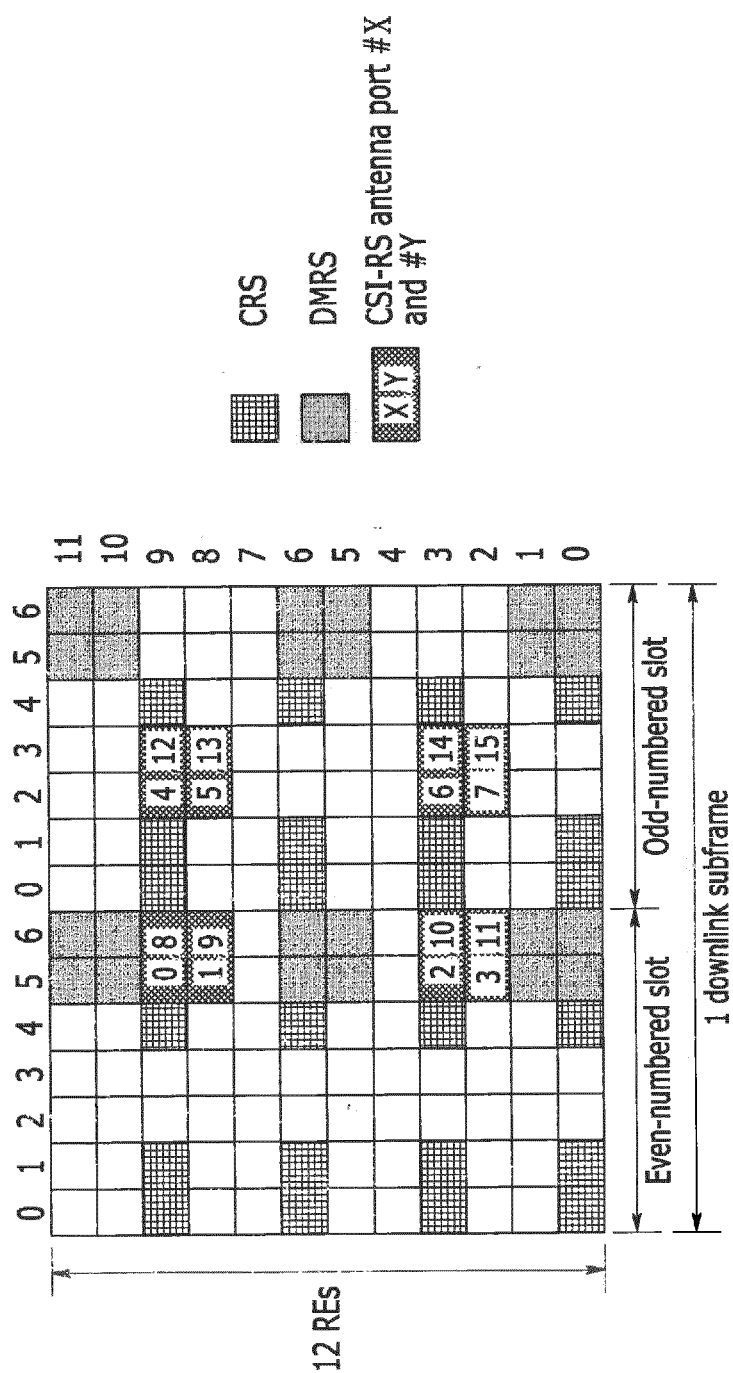 0 1 2 3 4 5 6 0 1 2 3 4 5 6
11
10
0 8 4 12 9
1 9 5 13 8
7
6
5
4
2 10 6 14 3
3 11 7 15 2
1
0
12 REs
Even-numbered slot Odd-numbered slot
1 downlink subframe
CRS
DMRS
X Y CSI-RS antenna port #X
and #Y